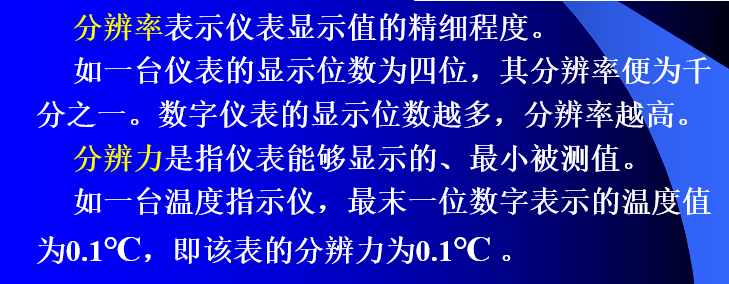 分辨率表示仪表显示值的精细程度。
如一台仪表的显示位数为四位，其分辨率便为千
分之一。数字仪表的显示位数越多，分辨率越高。
分辨力是指仪表能够显示的、最小被测值。
如一台温度指示仪，最末一位数字表示的温度值
为0.1℃，即该表的分辨力为0.1℃ 。